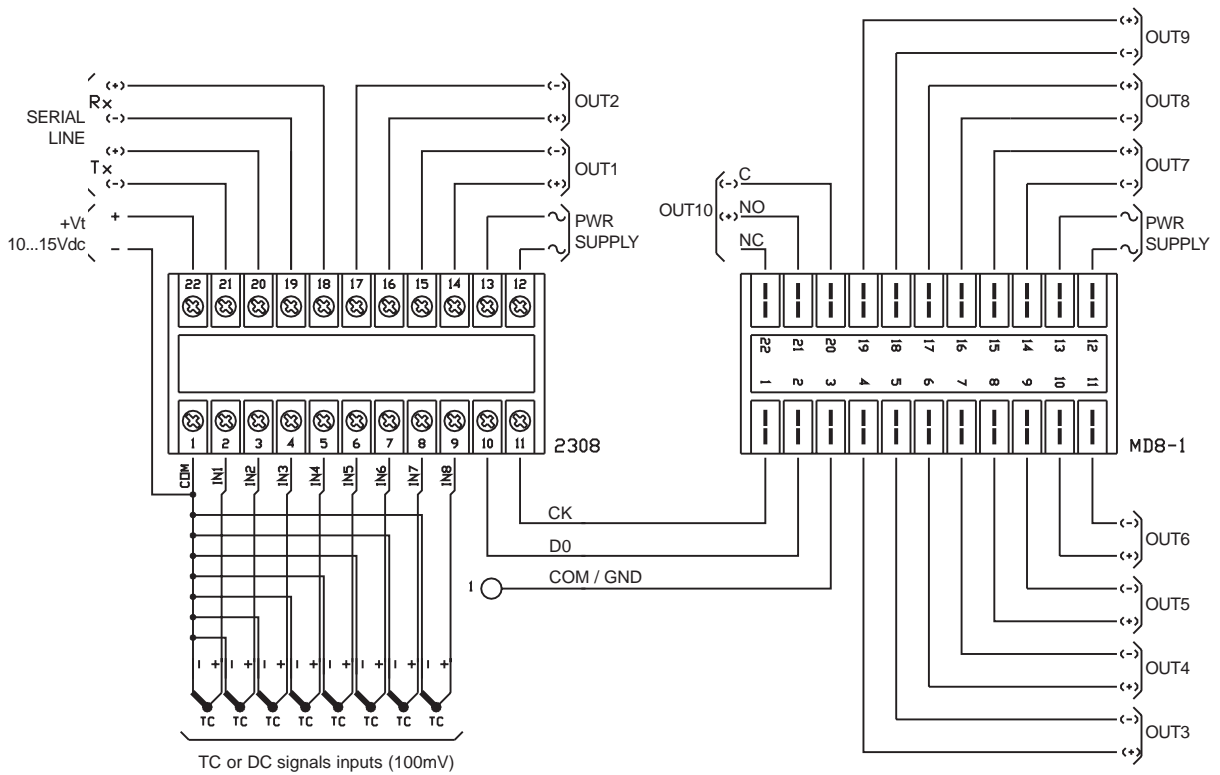 (+)
Rx
SERIAL
LINE
(-)
(+)
Tx
(-)
+Vt
10...15Vdc
+
-
(-)
OUT2
(+)
(-)
OUT1
(+)
PWR
SUPPLY
22 21 20 19 18 17 16 15 14 13 12
1 2 3 4 5 6 7 8 9 10 11
2308
COM IN1 IN2 IN3 IN4 IN5 IN6 IN7 IN8
CK
D0
1 COM / GND
- + - + - + - + - + - + - + - +
TC TC TC TC TC TC TC TC
TC or DC signals inputs (100mV)
(+)
OUT9
(-)
(+)
OUT8
(-)
(+)
OUT7
(-)
OUT10
(-) C
(+) NO
NC
PWR
SUPPLY
22 21 20 19 18 17 16 15 14 13 12
1 2 3 4 5 6 7 8 9 10 11
MD8-1
(-)
OUT6
(+)
(-)
OUT5
(+)
(-)
OUT4
(+)
(-)
OUT3
(+)